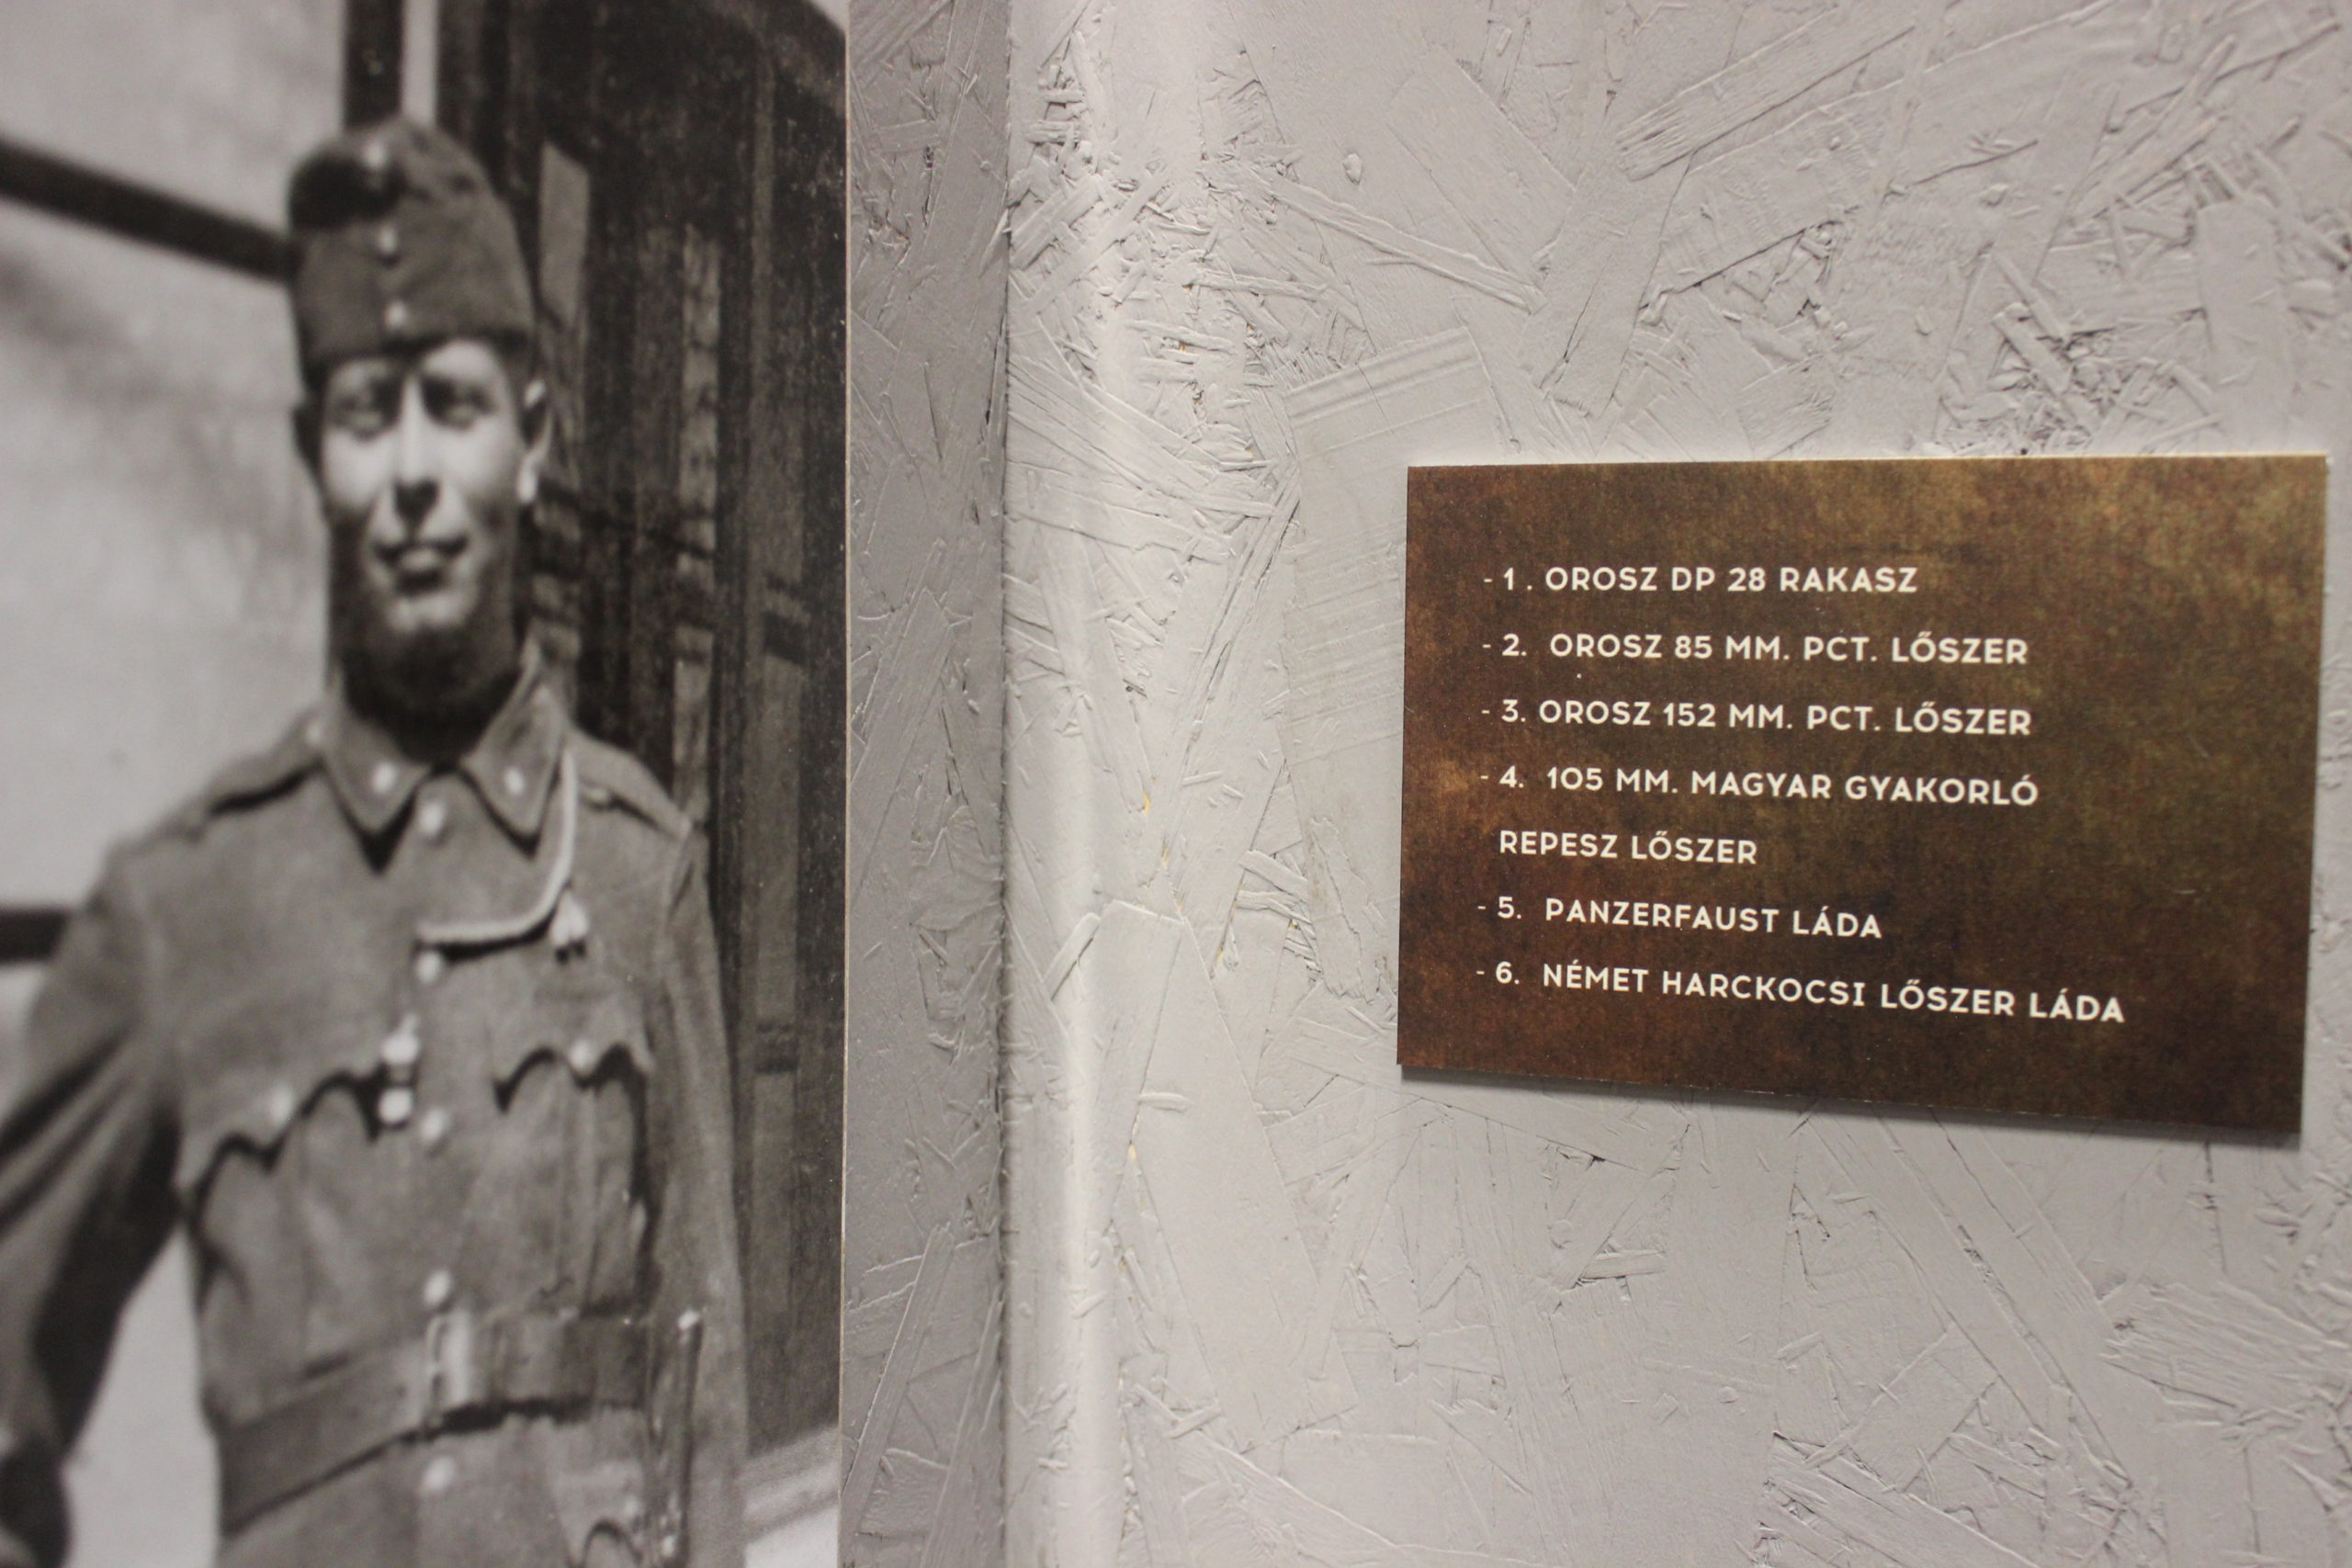 - 1 . OROSZ DP 28 RAKASZ
- 2. OROSZ 85 MM. PCT. LŐSZER
- 3. OROSZ 152 MM. PCT. LŐSZER
- 4. 105 MM. MAGYAR GYAKORLÓ
REPESZ LŐSZER
- 5. PANZERFAUST LÁDA
- 6. NÉMET HARCKOCSI LŐSZER LÁDA